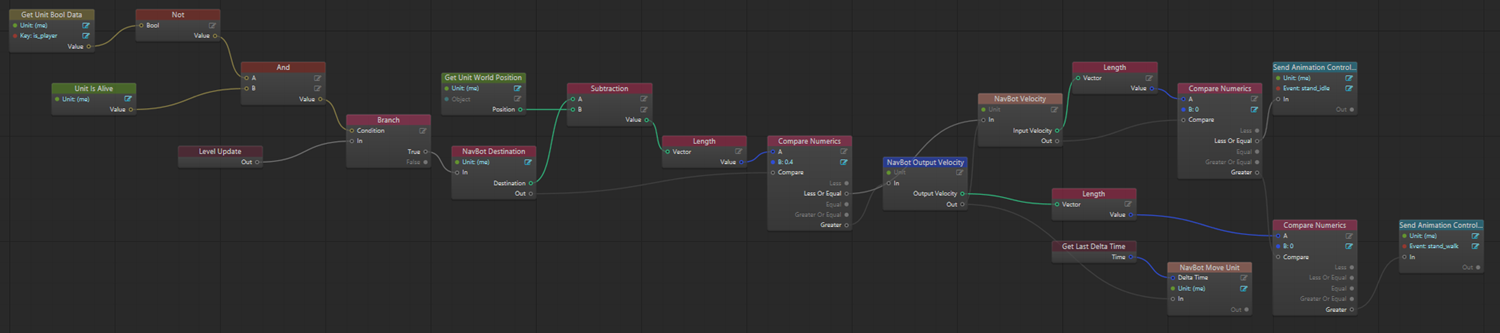 Get Unit Bool Data
Unit: (me)
Key: is_player
Value
Not
Bool
Value
Unit Is Alive
Unit: (me)
Value
And
A
B
Value
Level Update
Out
Branch
Condition
In
True
False
Get Unit World Position
Unit: (me)
Object
Position
NavBot Destination
Unit: (me)
In
Destination
Out
Subtraction
A
B
Value
Length
Vector
Value
Compare Numerics
A
B: 0.4
Compare
Less
Less Or Equal
Equal
Greater Or Equal
Greater
NavBot Output Velocity
Unit
In
Output Velocity
Out
NavBot Velocity
Unit
In
Input Velocity
Out
Length
Vector
Value
Compare Numerics
A
B: 0
Compare
Less
Less Or Equal
Equal
Greater Or Equal
Greater
Send Animation Control...
Unit: (me)
Event: stand_idle
In
Out
Length
Vector
Value
Get Last Delta Time
Time
NavBot Move Unit
Delta Time
Unit: (me)
In
Out
Compare Numerics
A
B: 0
Compare
Less
Less Or Equal
Equal
Greater Or Equal
Greater
Send Animation Control...
Unit: (me)
Event: stand_walk
In
Out